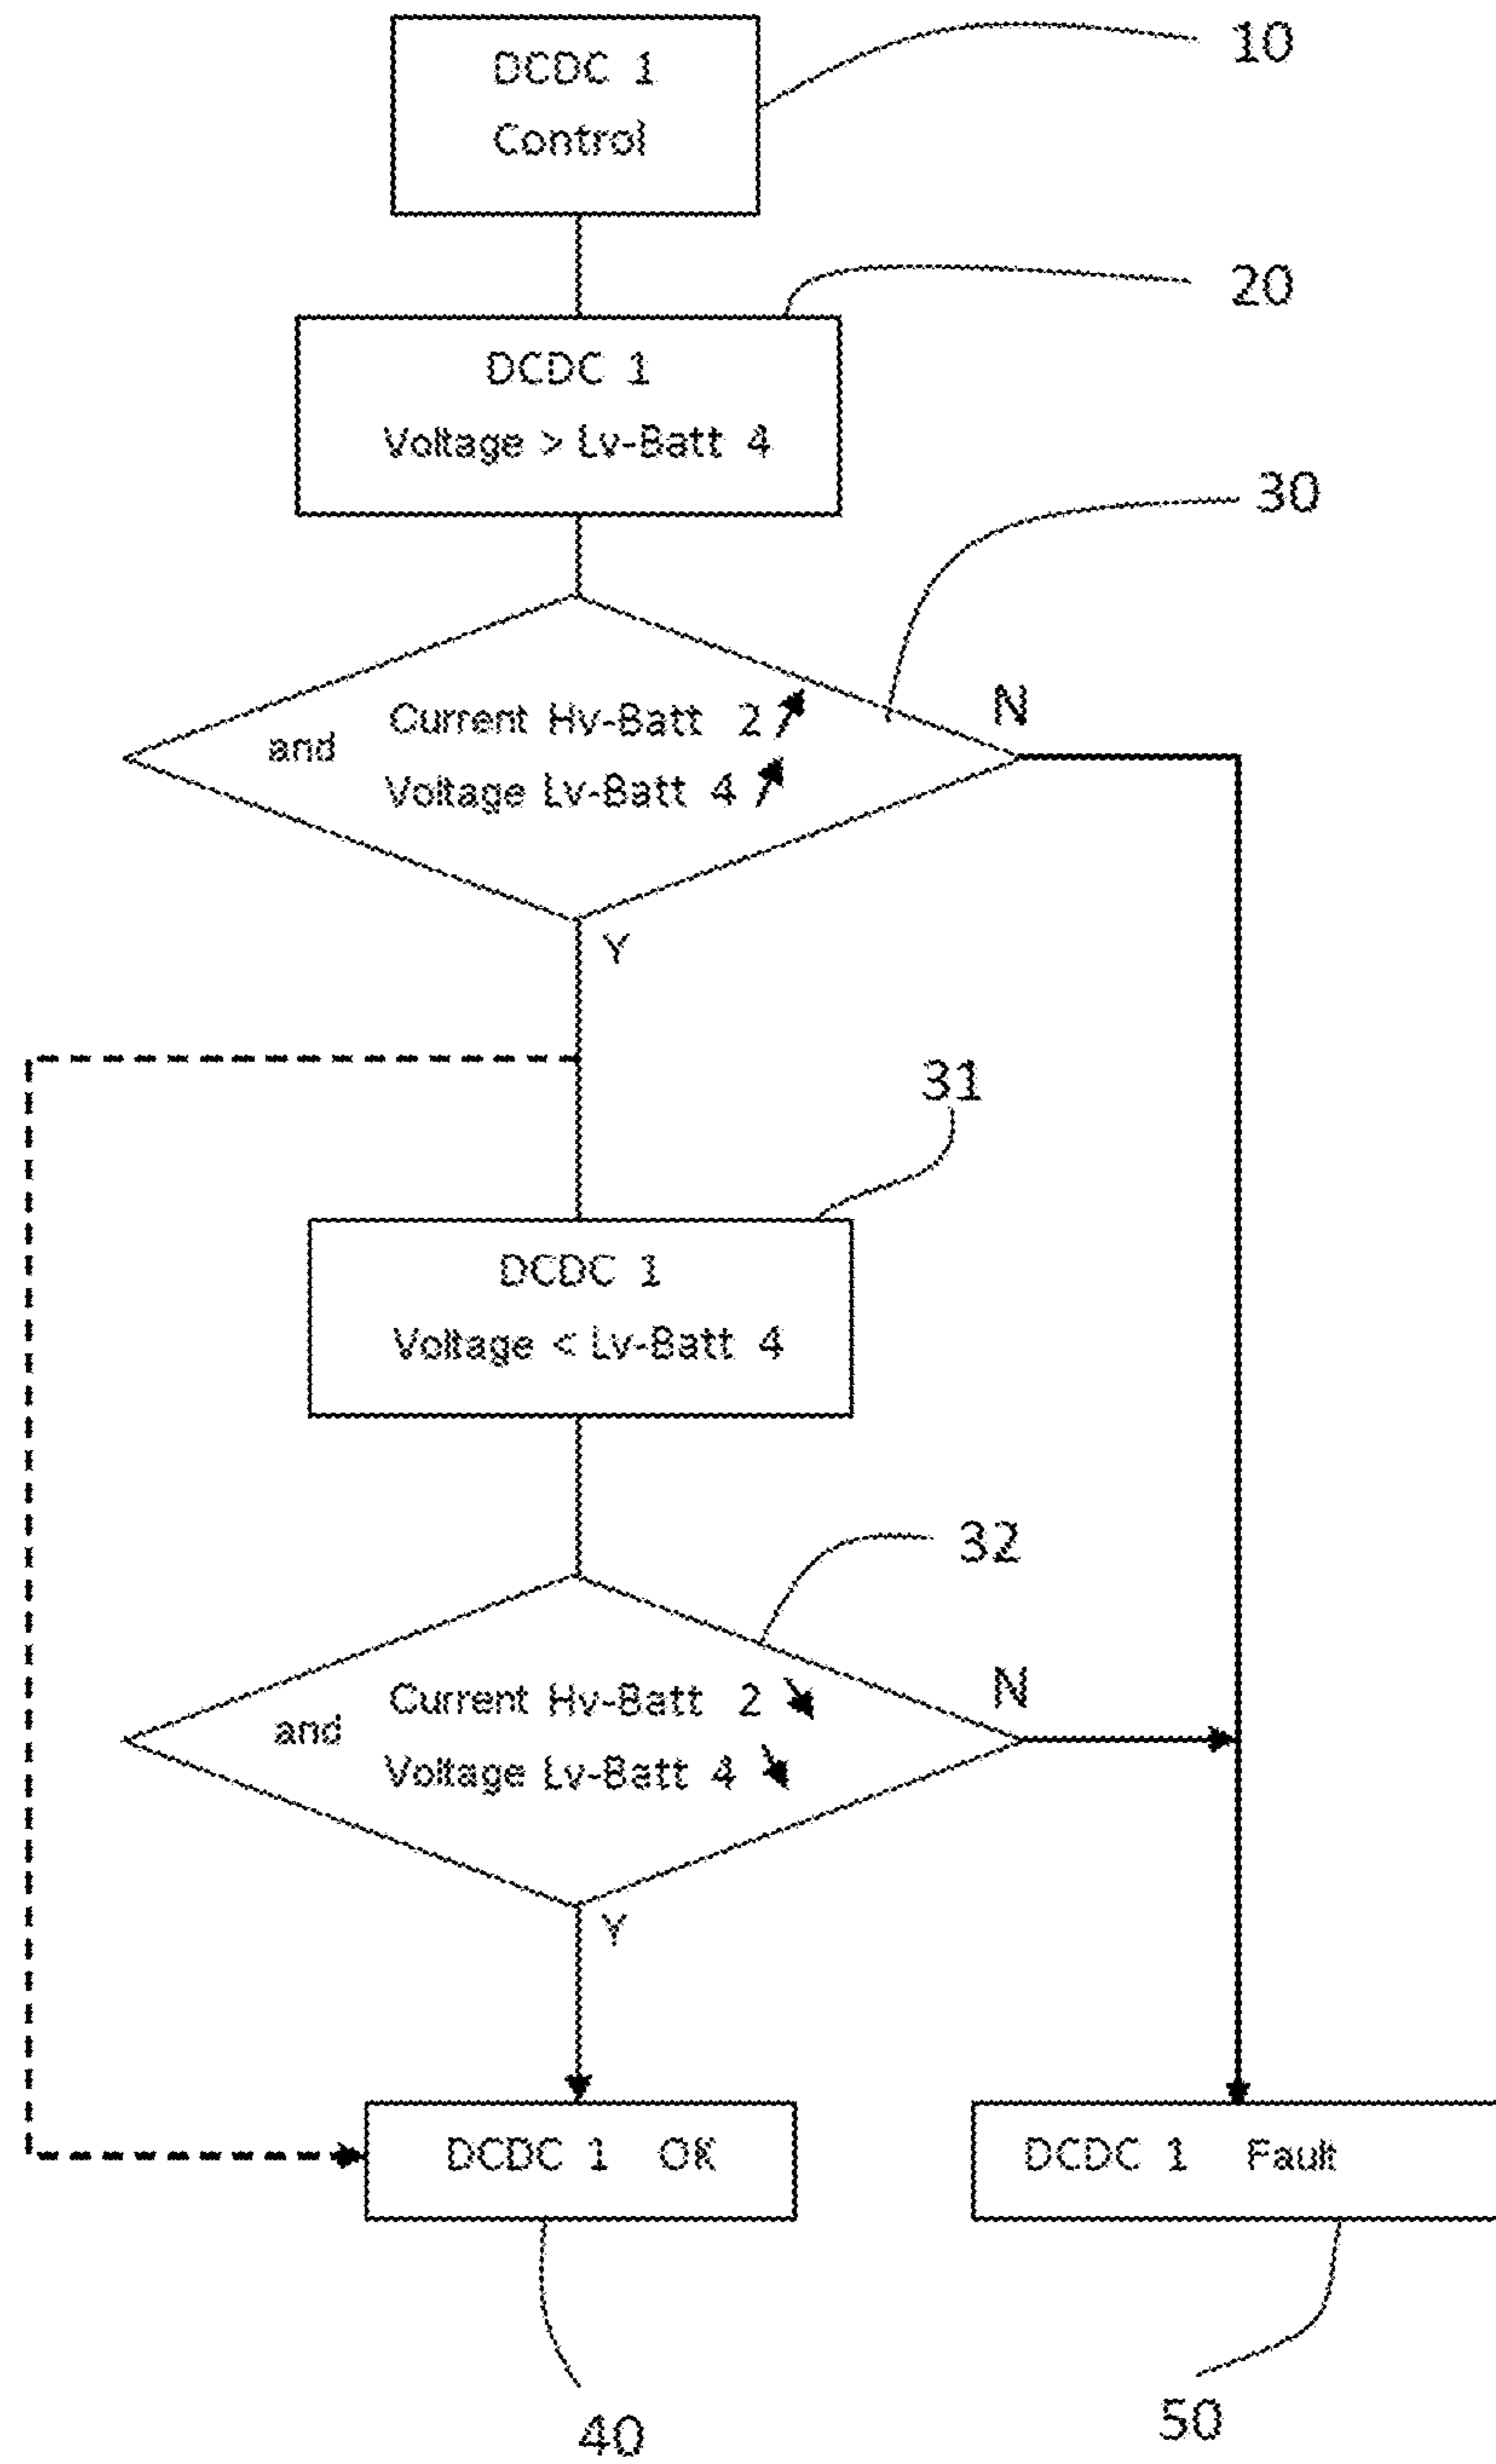 10
DCDC 1
Control
20
DCDC 1
Voltage > Lv-Batt 4
30
N
and
Current Hv-Batt 2
Voltage Lv-Batt 4
Y
31
DCDC 1
Voltage < Lv-Batt 4
32
N
and
Current Hv-Batt 2
Voltage Lv-Batt 4
Y
DCDC 1 OK
DCDC 1 Fault
40
50